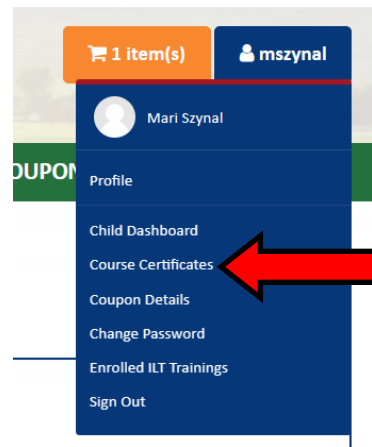 1 item(s)
mszynal
Mari Szynal
OUPON
Profile
Child Dashboard
Course Certificates
Coupon Details
Change Password
Enrolled ILT Trainings
Sign Out